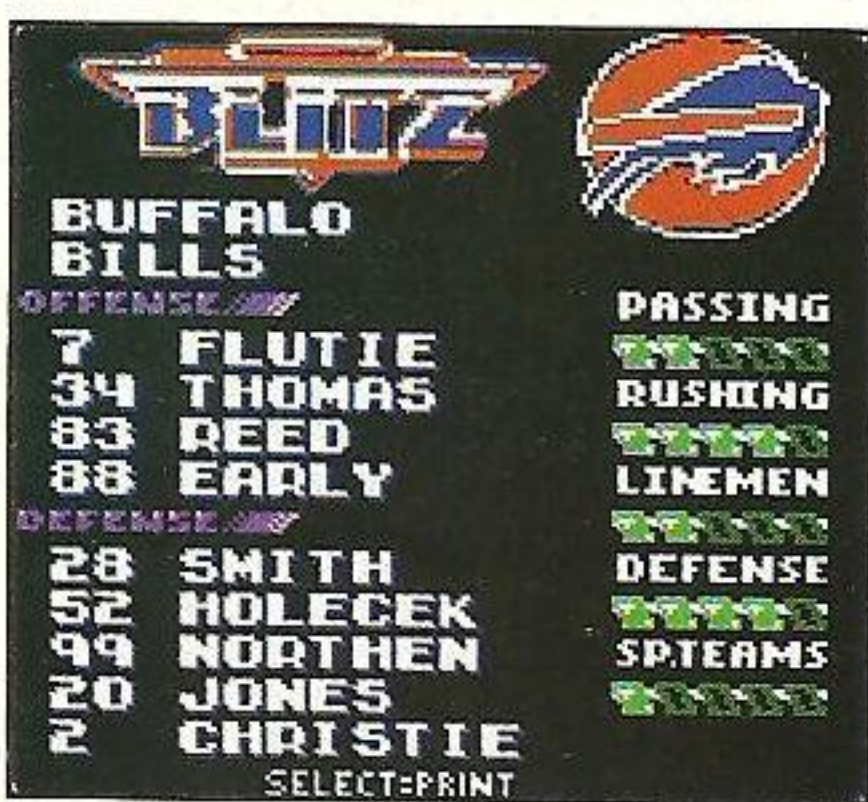 BLITZ
BUFFALO
BILLS
OFFENSE
7 FLUTIE
34 THOMAS
83 REED
88 EARLY
DEFENSE
28 SMITH
52 HOLECEK
99 NORTHEN
20 JONES
2 CHRISTIE
PASSING
RUSHING
LINEMEN
DEFENSE
SP.TEAMS
SELECT=PRINT